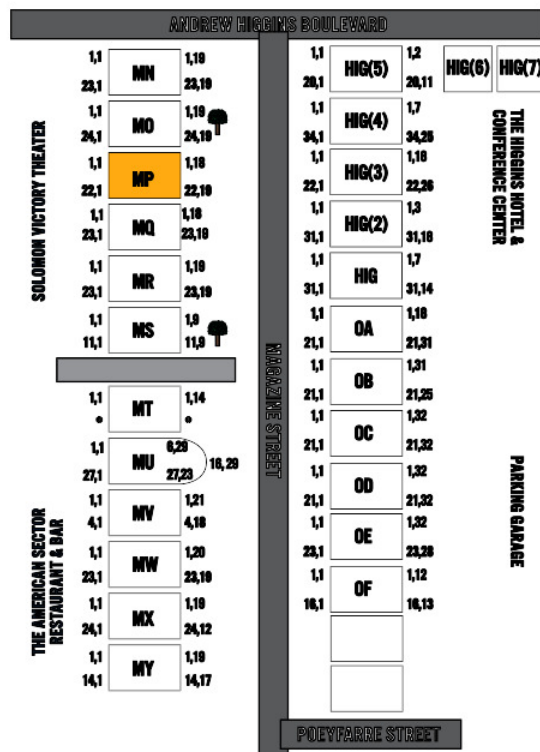 ANDREW HIGGINS BOULEVARD
1,1 MN 1,19
23,1 23,19
1,1 MO 1,19
24,1 24,19
1,1 MP 1,18
22,1 22,19
1,1 MQ 1,18
23,1 23,19
1,1 MR 1,19
23,1 23,19
1,1 MS 1,9
11,1 11,9
SOLOMON VICTORY THEATER
1,1 MT 1,14
* *
1,1 MU 6,29
27,1 27,23 16,29
1,1 MV 1,21
4,1 4,18
1,1 MW 1,20
23,1 23,19
1,1 MX 1,19
24,1 24,12
1,1 MY 1,19
14,1 14,17
THE AMERICAN SECTOR
RESTAURANT & BAR
MAGAZINE STREET
1,1 HIG(5) 1,2
20,1 20,11
HIG(6) HIG(7)
1,1 HIG(4) 1,7
34,1 34,25
1,1 HIG(3) 1,16
22,1 22,26
1,1 HIG(2) 1,3
31,1 31,16
1,1 HIG 1,7
31,1 31,14
1,1 OA 1,18
21,1 21,31
1,1 OB 1,31
21,1 21,25
1,1 OC 1,32
21,1 21,32
1,1 OD 1,32
21,1 21,32
1,1 OE 1,32
23,1 23,28
1,1 OF 1,12
16,1 16,13
THE HIGGINS HOTEL &
CONFERENCE CENTER
PARKING GARAGE
POEYFARRE STREET